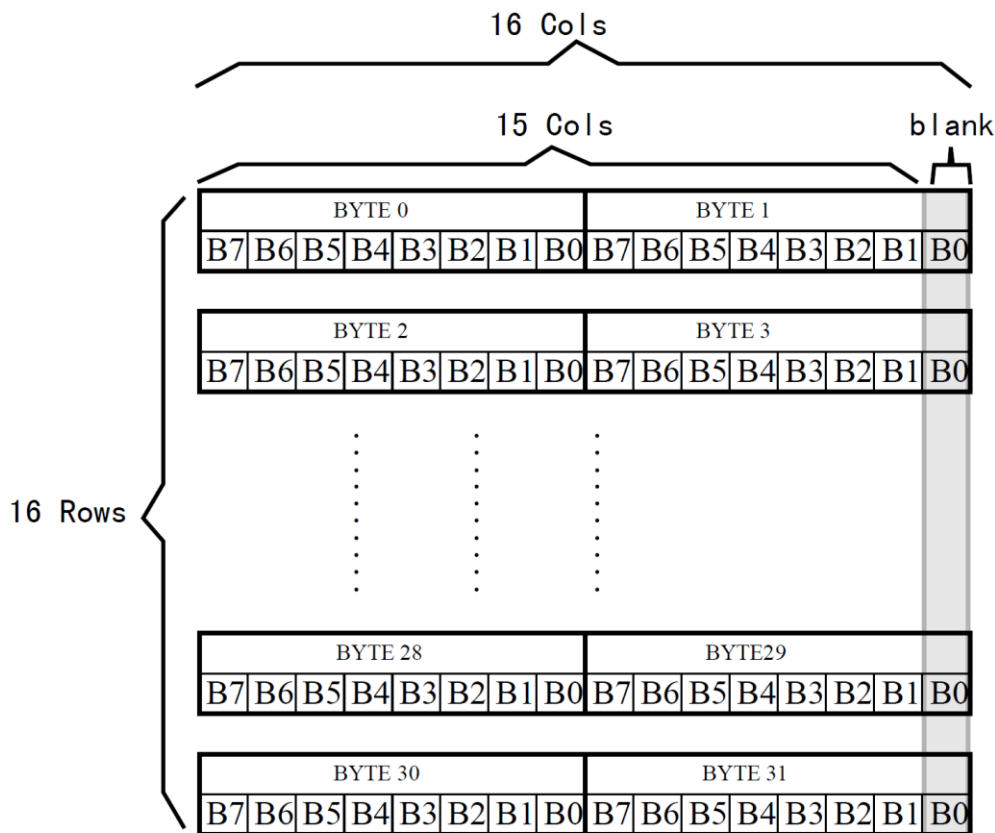 16 Cols
15 Cols blank
BYTE 0 BYTE 1
B7 B6 B5 B4 B3 B2 B1 B0 B7 B6 B5 B4 B3 B2 B1 B0
BYTE 2 BYTE 3
B7 B6 B5 B4 B3 B2 B1 B0 B7 B6 B5 B4 B3 B2 B1 B0
16 Rows
BYTE 28 BYTE29
B7 B6 B5 B4 B3 B2 B1 B0 B7 B6 B5 B4 B3 B2 B1 B0
BYTE 30 BYTE 31
B7 B6 B5 B4 B3 B2 B1 B0 B7 B6 B5 B4 B3 B2 B1 B0